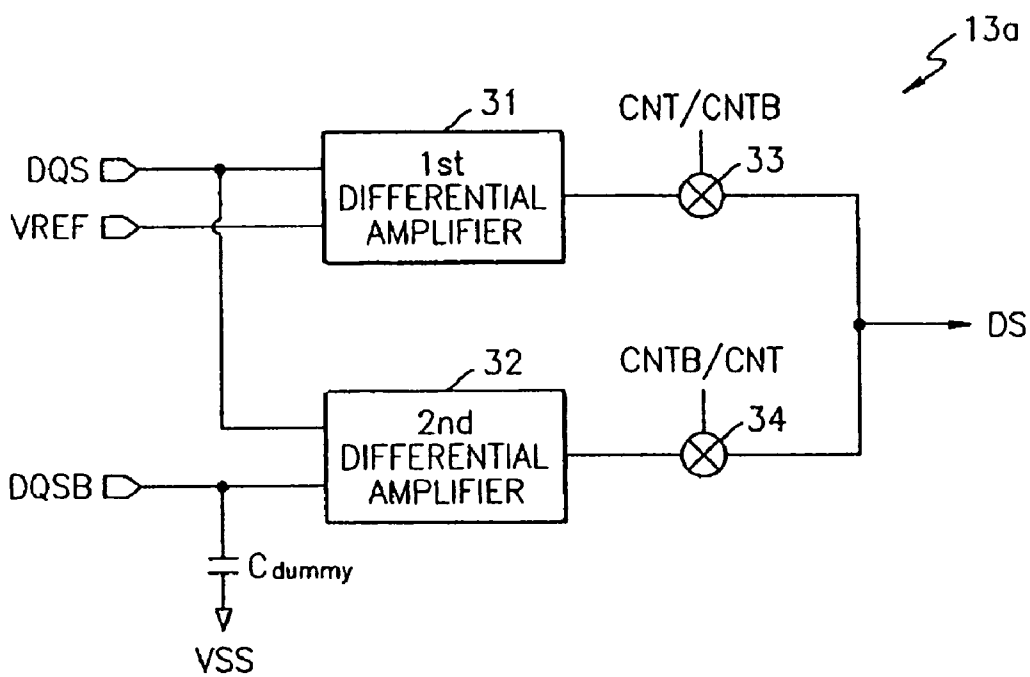 13a
31
CNT/CNTB
DQS
1st
DIFFERENTIAL
AMPLIFIER
33
VREF
DS
32
CNTB/CNT
2nd
DIFFERENTIAL
AMPLIFIER
34
DQSB
Cdummy
VSS